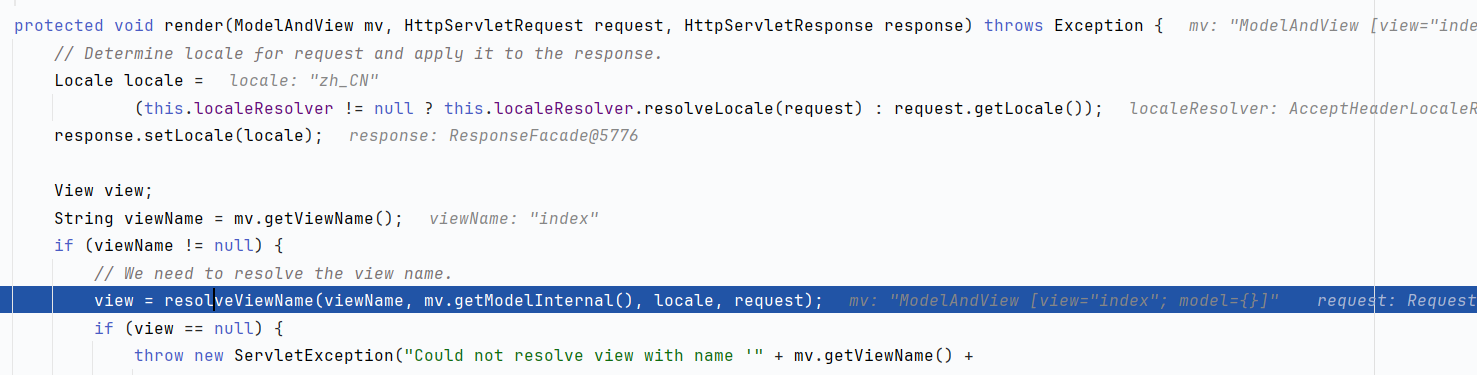 protected void render(ModelAndView mv, HttpServletRequest request, HttpServletResponse response) throws Exception {  mv: "ModelAndView [view="inde
// Determine locale for request and apply it to the response.
Locale locale =  locale: "zh_CN"
(this.localeResolver != null ? this.localeResolver.resolveLocale(request) : request.getLocale());  localeResolver: AcceptHeaderLocaleR
response.setLocale(locale);  response: ResponseFacade@5776
View view;
String viewName = mv.getViewName();  viewName: "index"
if (viewName != null) {
// We need to resolve the view name.
view = resolveViewName(viewName, mv.getModelInternal(), locale, request);  mv: "ModelAndView [view="index"; model={}]"  request: Request
if (view == null) {
throw new ServletException("Could not resolve view with name '" + mv.getViewName() +